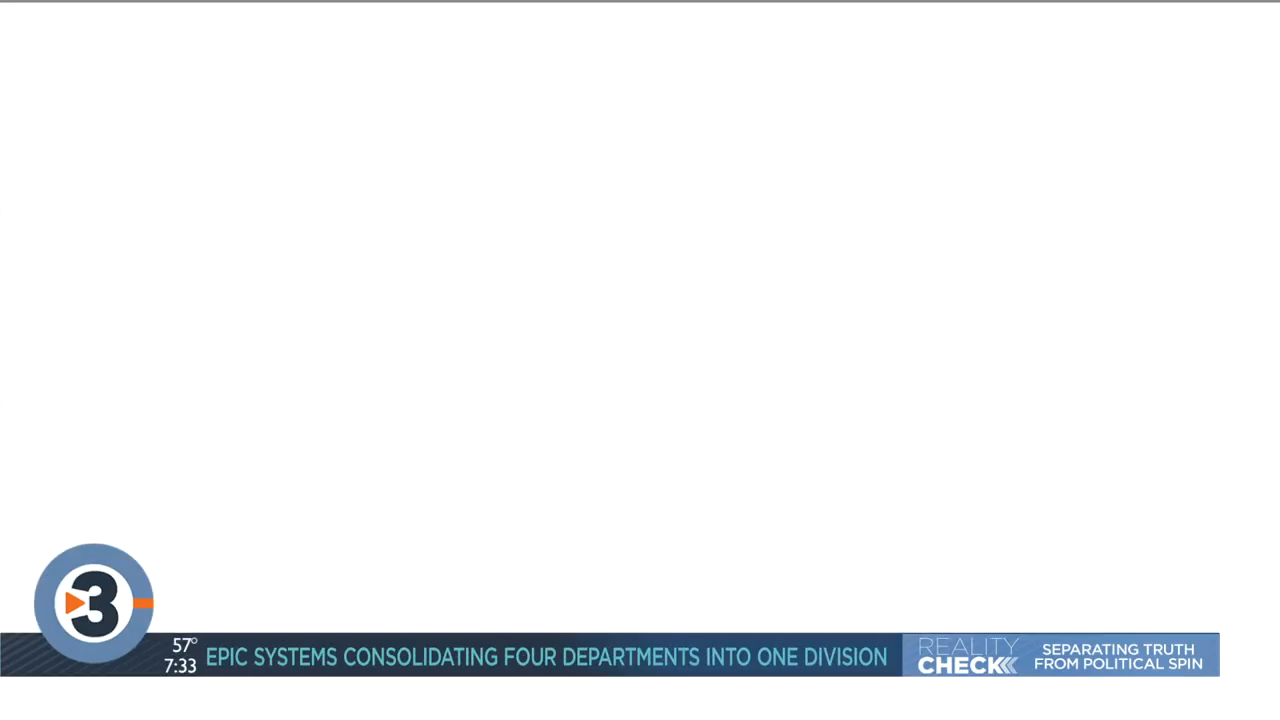 3
57°
7:33
EPIC SYSTEMS CONSOLIDATING FOUR DEPARTMENTS INTO ONE DIVISION
REALITY
CHECK
SEPARATING TRUTH
FROM POLITICAL SPIN